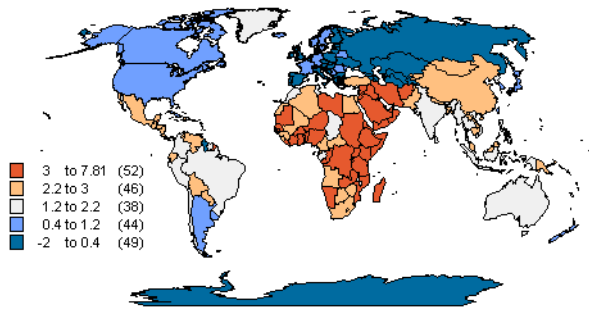 3 to 7.81 (52)
2.2 to 3 (46)
1.2 to 2.2 (38)
0.4 to 1.2 (44)
-2 to 0.4 (49)